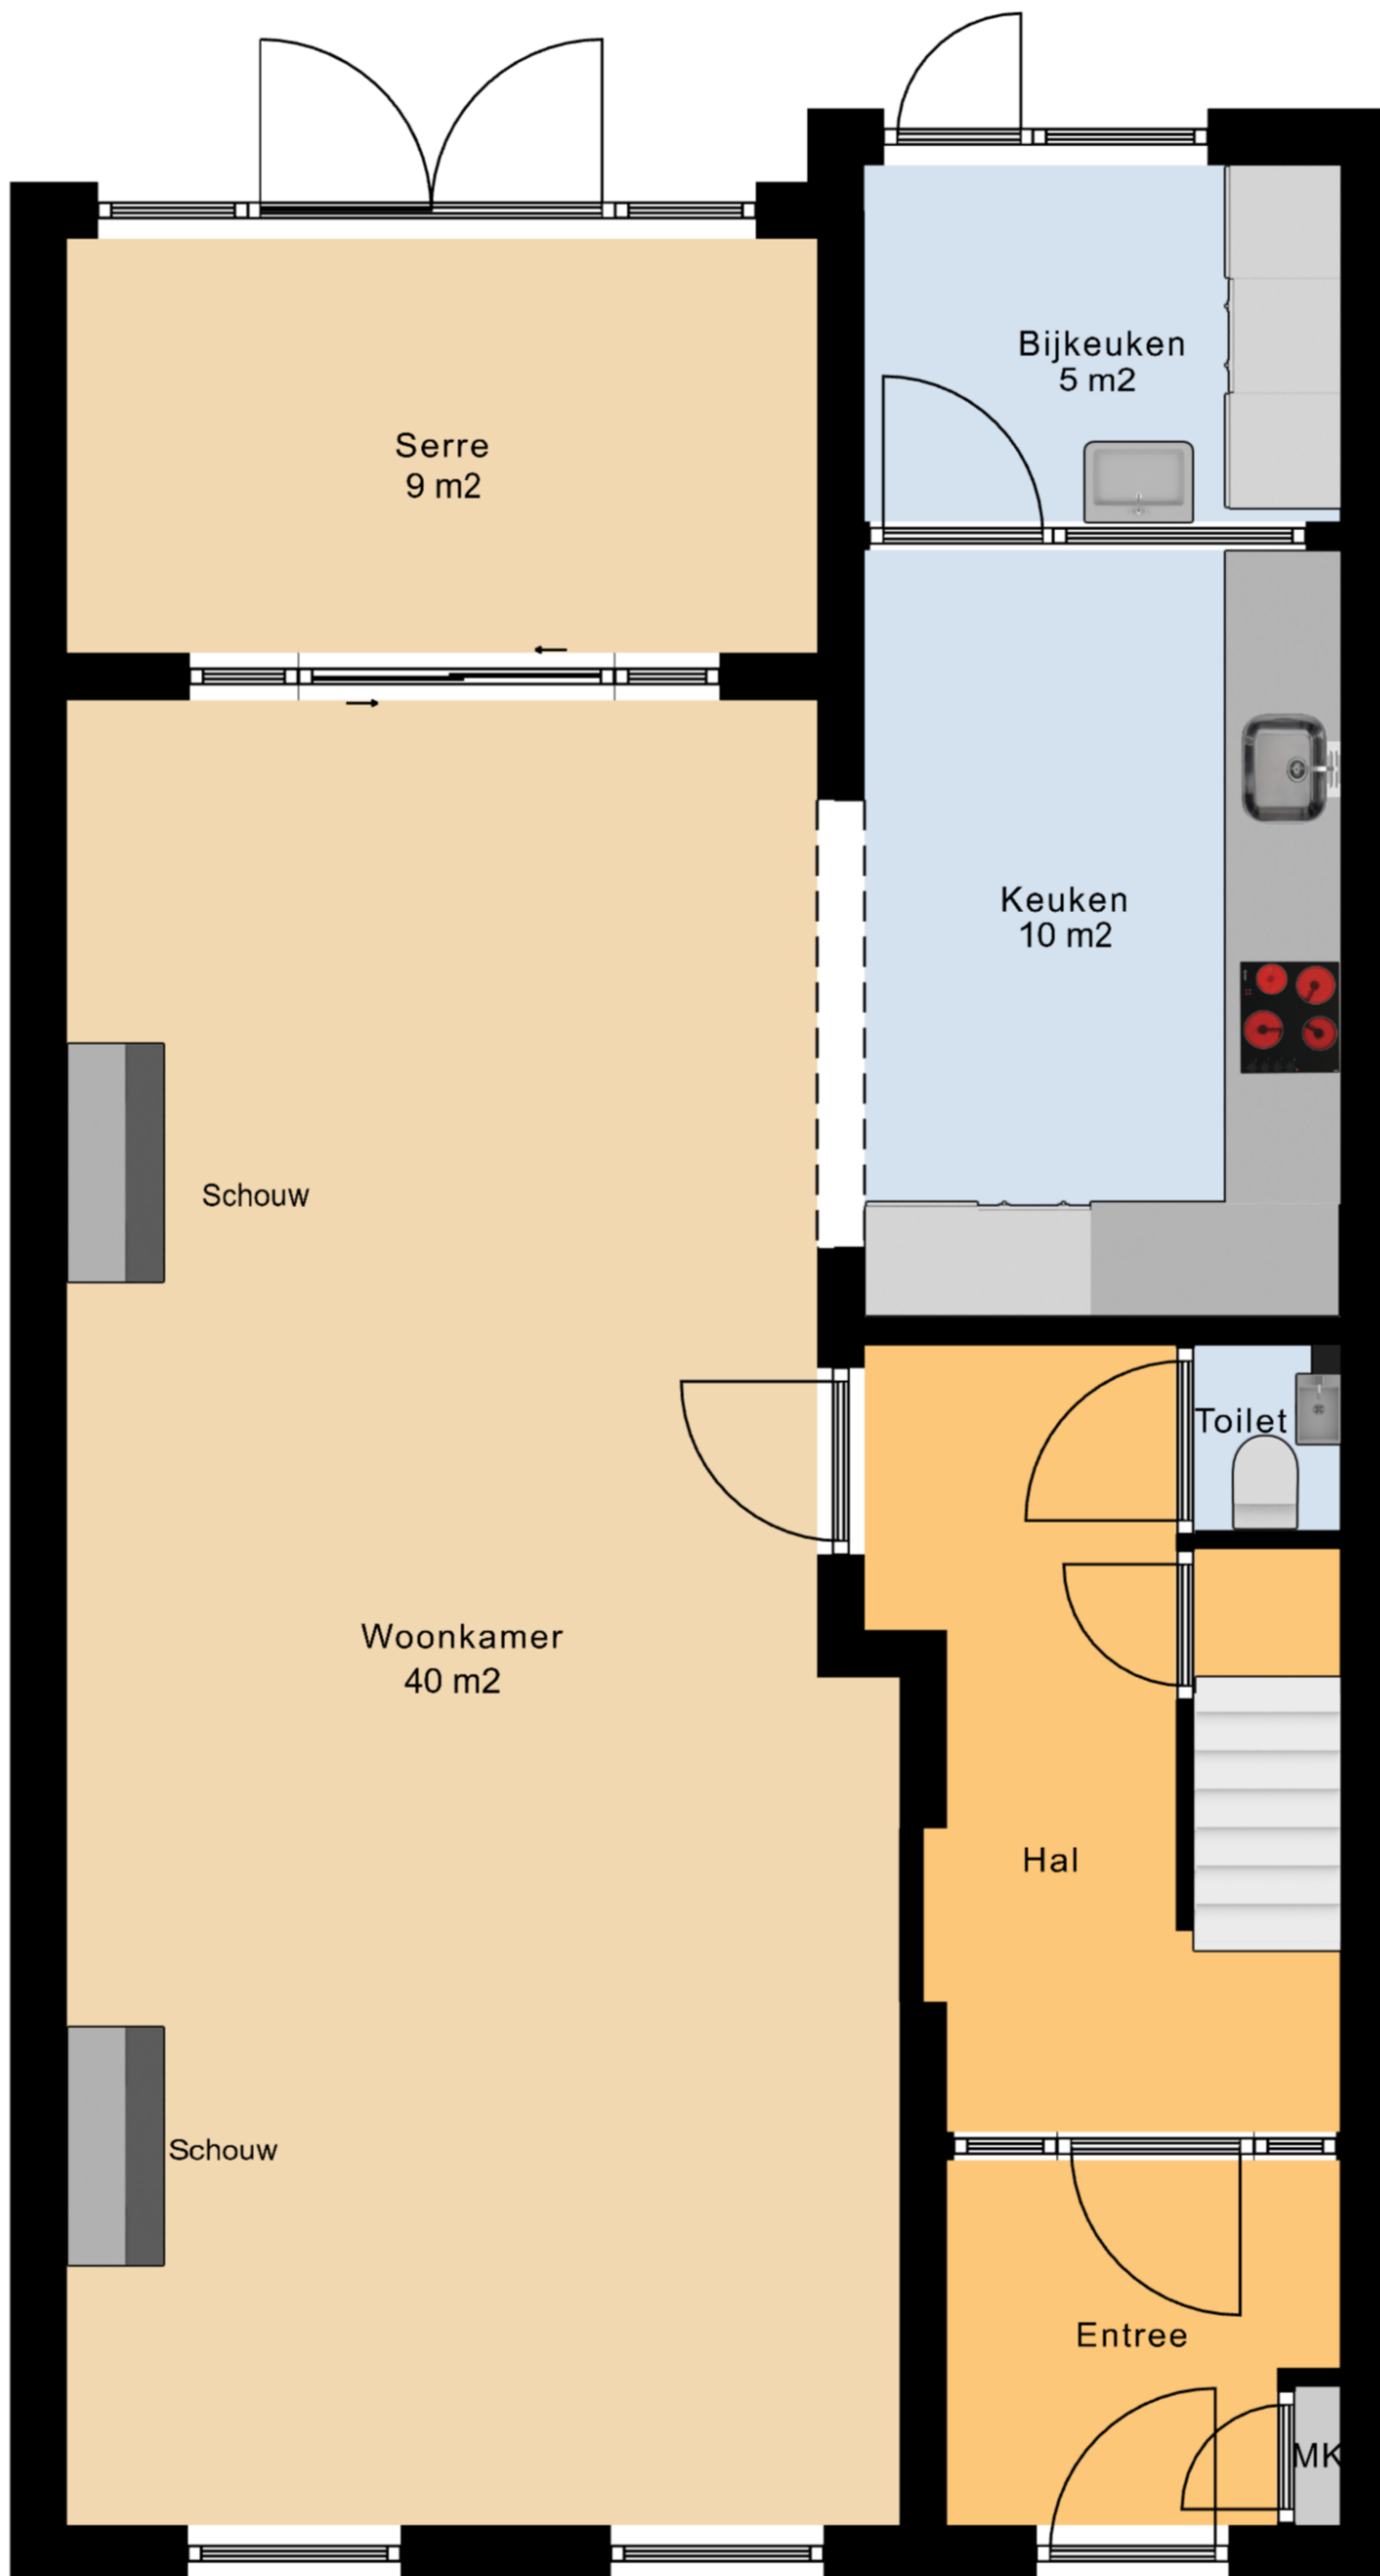 Bijkeuken
5 m2
Serre
9 m2
Keuken
10 m2
Schouw
Toilet
Woonkamer
40 m2
Hal
Schouw
Entree
MK